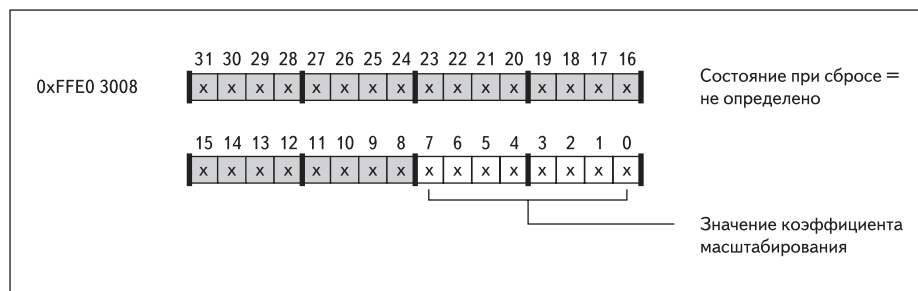 31 30 29 28 27 26 25 24 23 22 21 20 19 18 17 16
0xFFE0 3008
x x x x x x x x x x x x x x x x
Состояние при сбросе =
не определено
15 14 13 12 11 10 9 8 7 6 5 4 3 2 1 0
x x x x x x x x x x x x x x x x
Значение коэффициента
масштабирования